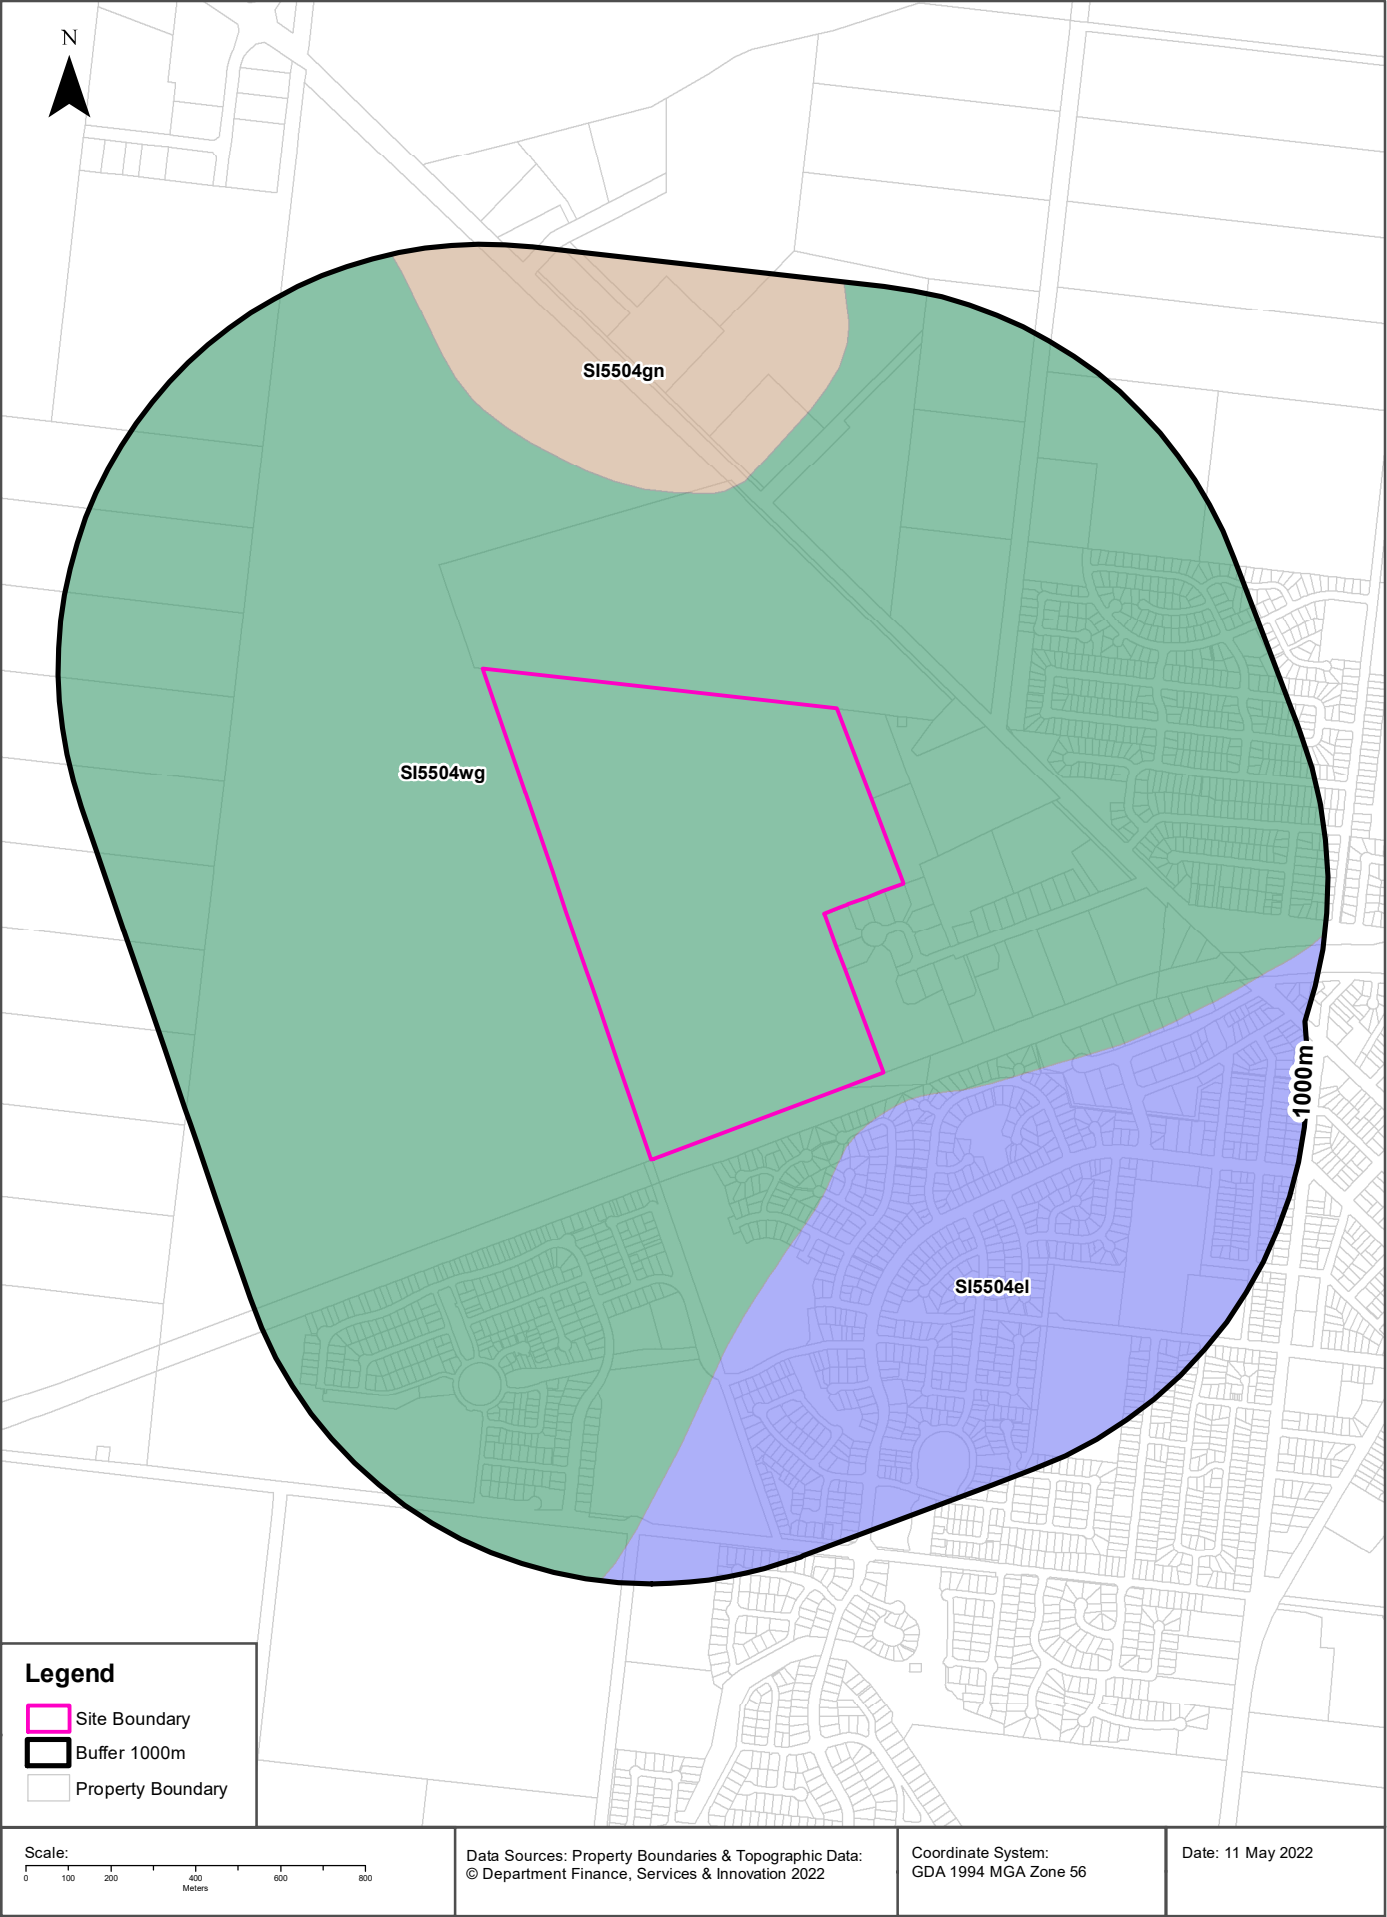 N
SI5504gn
SI5504wg
1000m
SI5504el
Legend
Site Boundary
Buffer 1000m
Property Boundary
Scale:
0 100 200 400 600 800
Meters
Data Sources: Property Boundaries & Topographic Data:
© Department Finance, Services & Innovation 2022
Coordinate System:
GDA 1994 MGA Zone 56
Date: 11 May 2022